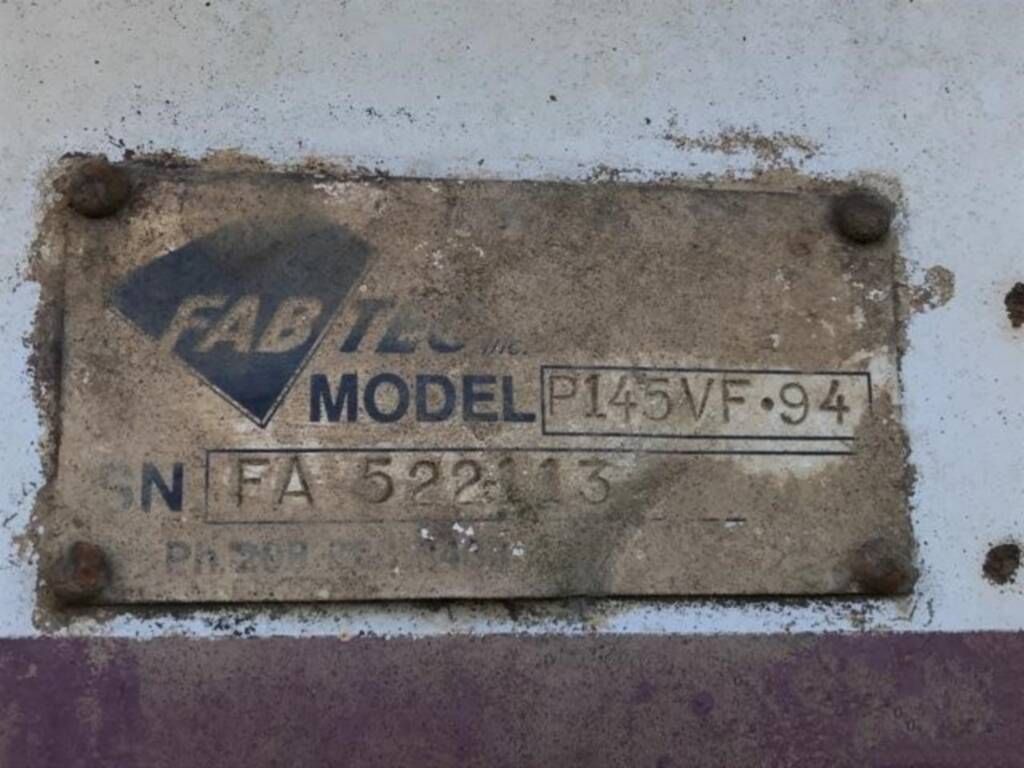 FAB TEC Inc.
MODEL P145VF•94
SN FA 522113
Ph. 208